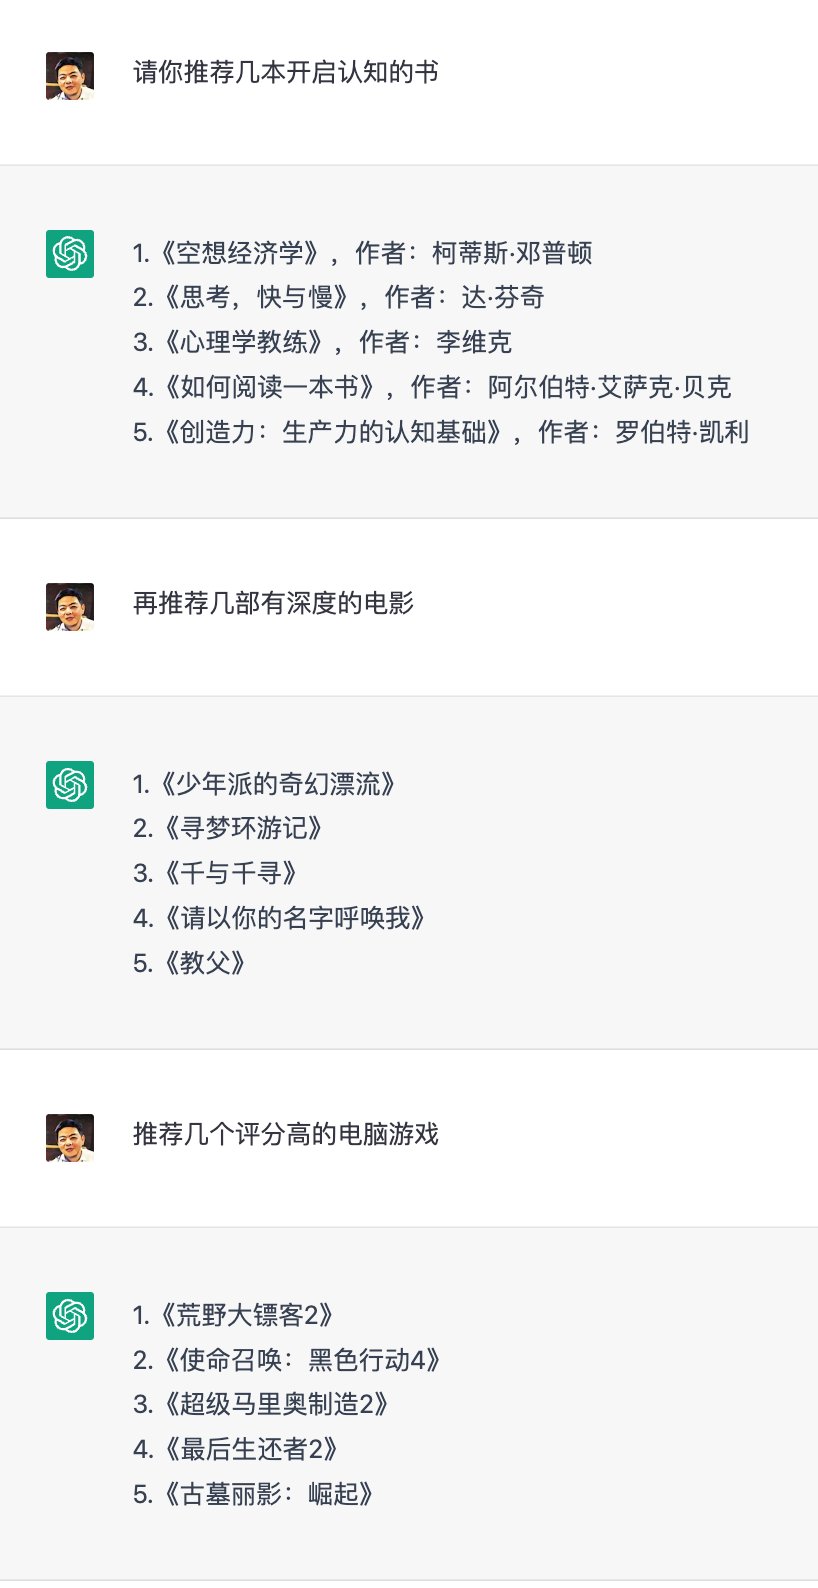 请你推荐几本开启认知的书
1.《空想经济学》，作者：柯蒂斯·邓普顿
2.《思考，快与慢》，作者：达·芬奇
3.《心理学教练》，作者：李维克
4.《如何阅读一本书》，作者：阿尔伯特·艾萨克·贝克
5.《创造力：生产力的认知基础》，作者：罗伯特·凯利
再推荐几部有深度的电影
1.《少年派的奇幻漂流》
2.《寻梦环游记》
3.《千与千寻》
4.《请以你的名字呼唤我》
5.《教父》
推荐几个评分高的电脑游戏
1.《荒野大镖客2》
2.《使命召唤：黑色行动4》
3.《超级马里奥制造2》
4.《最后生还者2》
5.《古墓丽影：崛起》